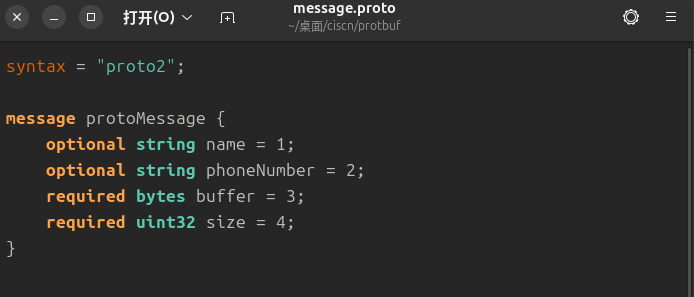 打开(O)
message.proto
~/桌面/ciscn/protbuf
syntax = "proto2";
message protoMessage {
    optional string name = 1;
    optional string phoneNumber = 2;
    required bytes buffer = 3;
    required uint32 size = 4;
}